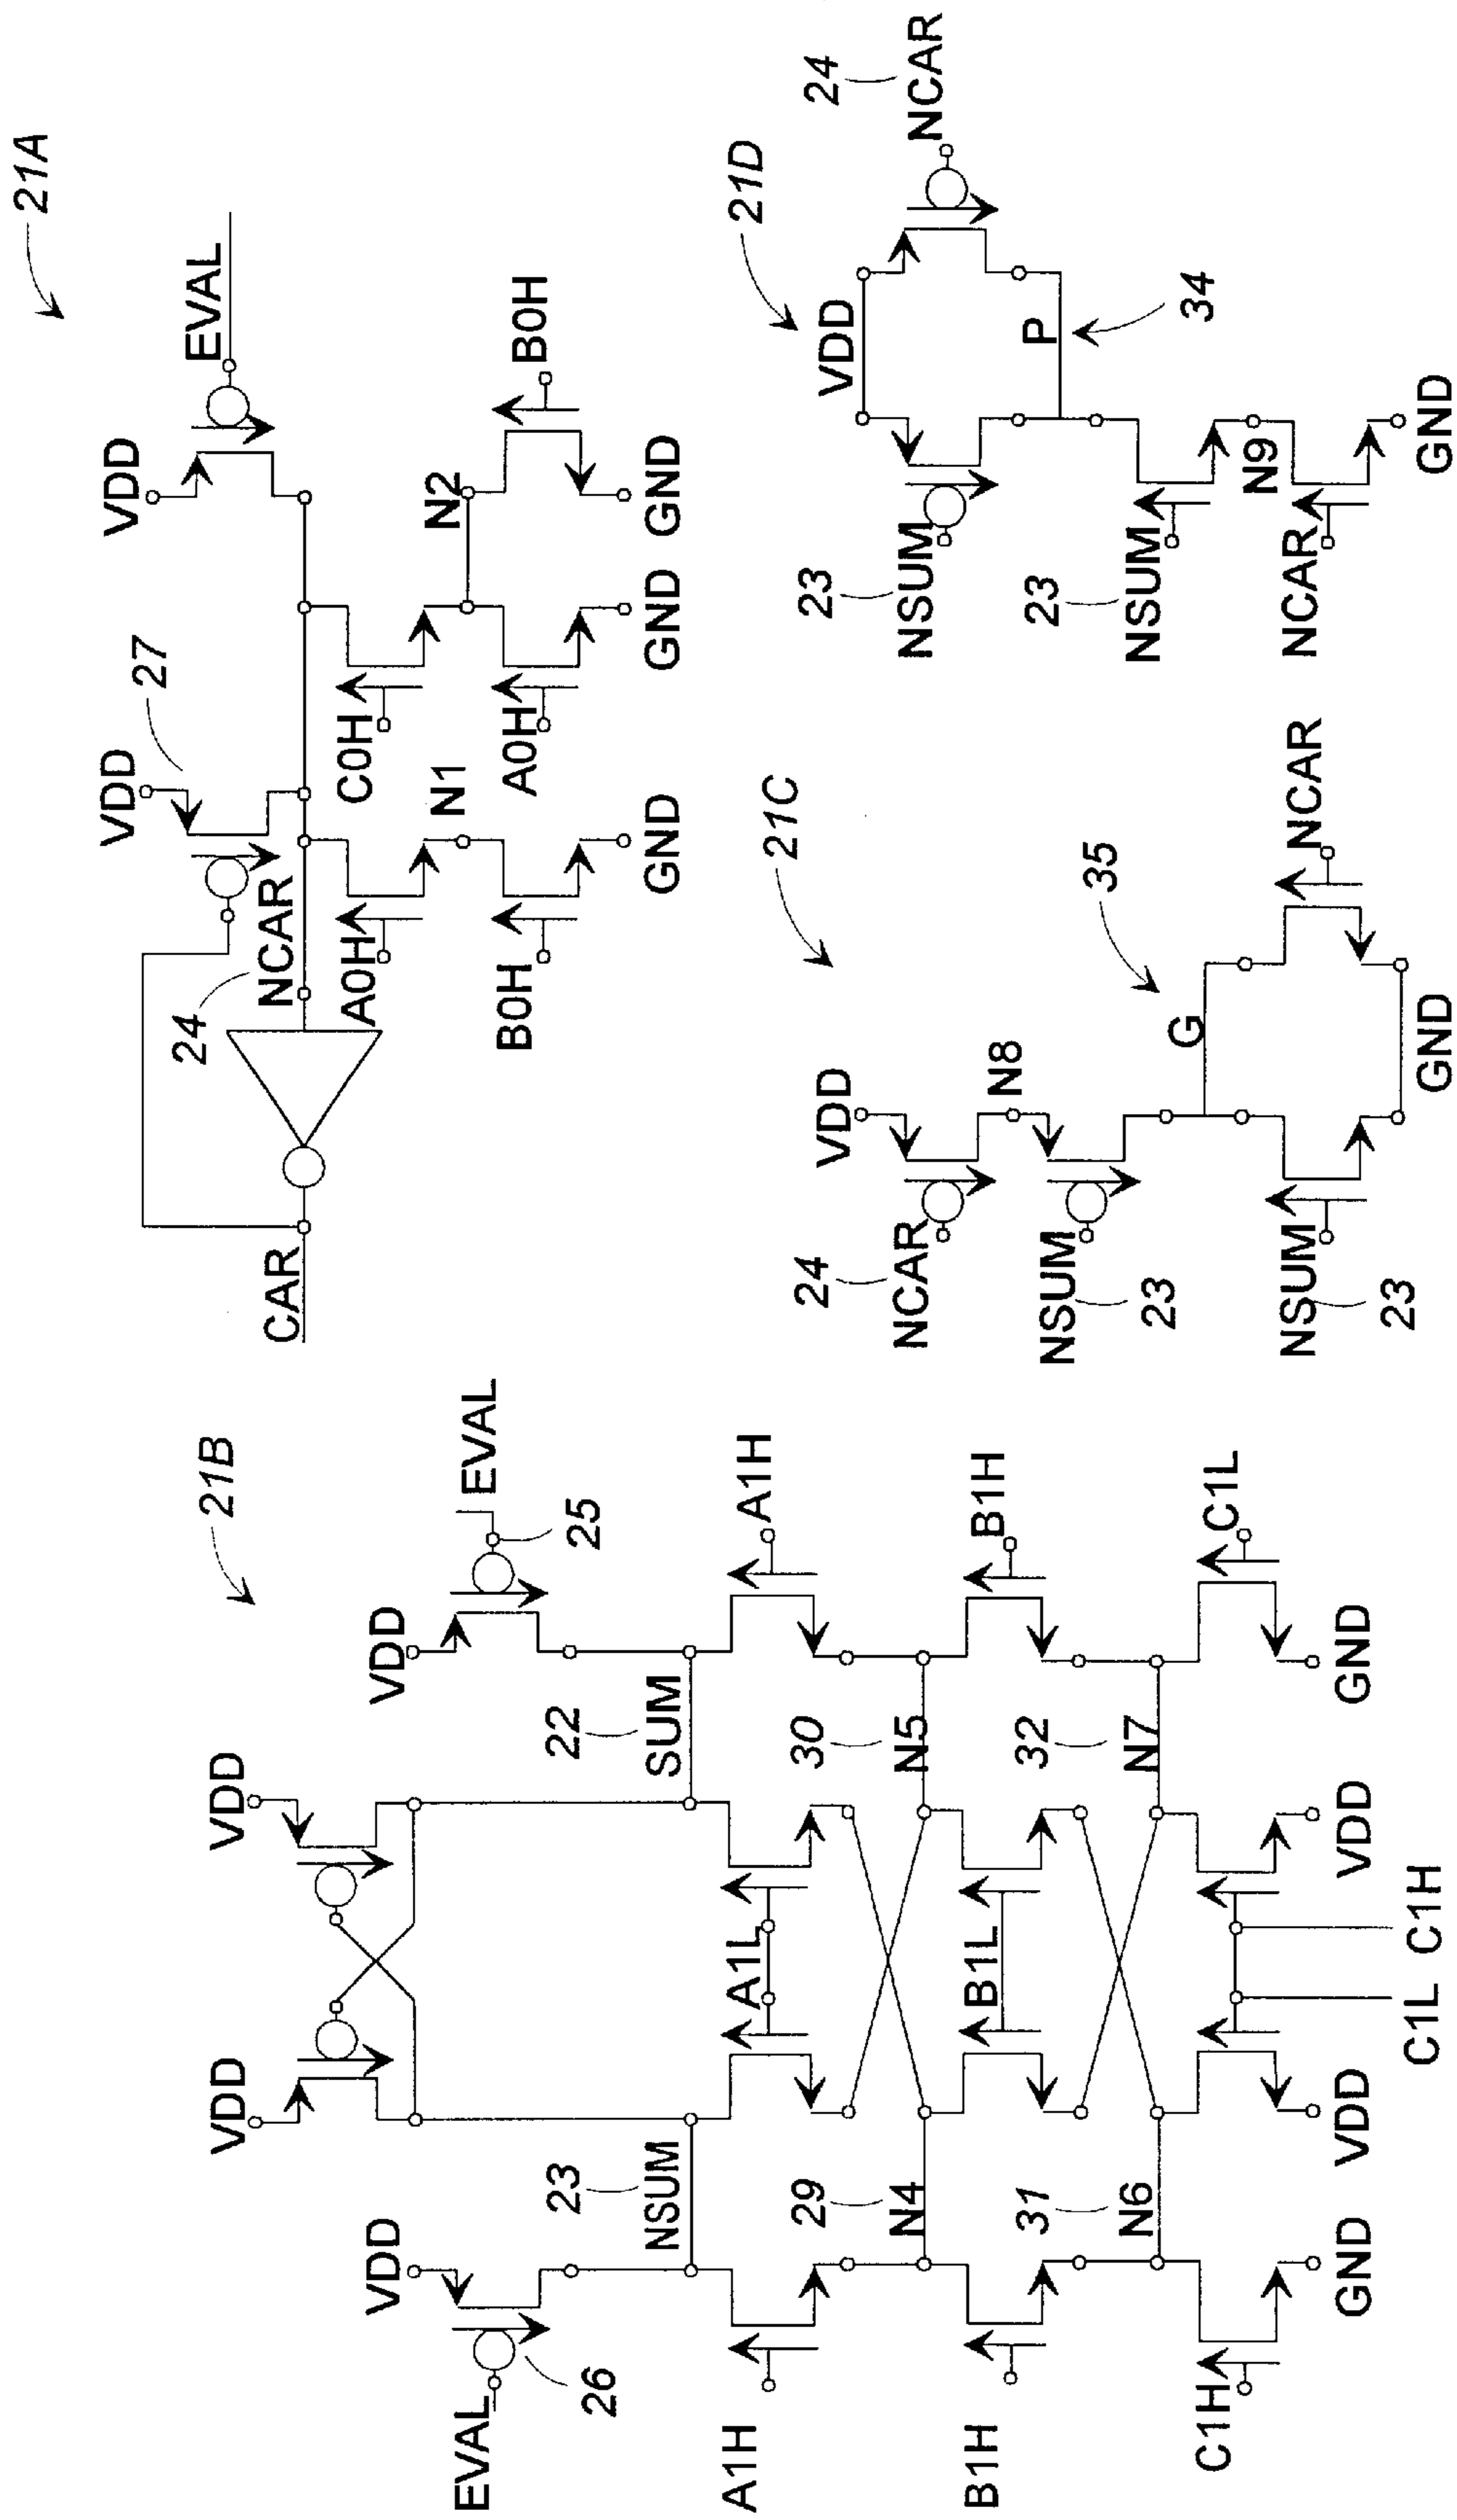 21A
VDD
27
VDD
EVAL
CAR
24
NCAR
A0H
C0H
N1
N2
B0H
B0H
A0H
GND
GND
GND
21B
VDD
VDD
EVAL
VDD
VDD
25
EVAL
26
23
22
NSUM
SUM
A1H
A1L
A1H
29
30
N4
N5
B1H
B1L
B1H
31
32
N6
N7
C1H
C1L
GND
VDD
VDD
GND
C1L
C1H
21C
VDD
24
NCAR
N8
NSUM
23
G
35
NSUM
23
NCAR
GND
21D
VDD
24
NCAR
23
NSUM
P
34
23
NSUM
N9
NCAR
GND